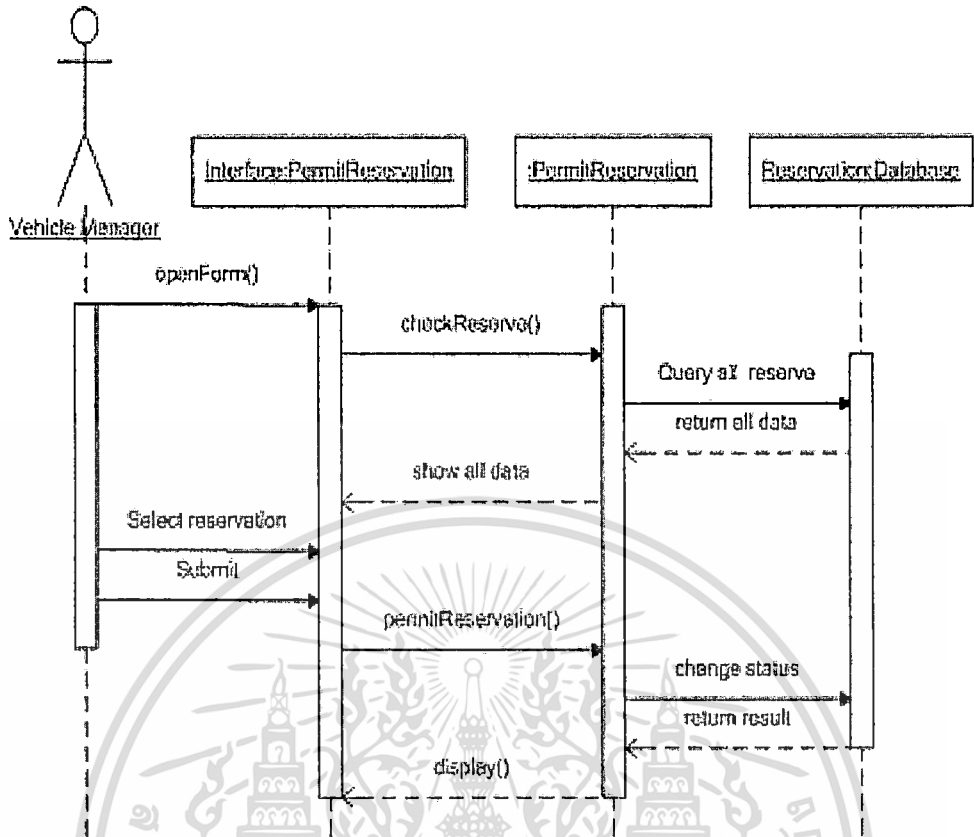 Interface:PermitReservation
:PermitReservation
Reservation:Database
Vehicle Manager
openForm()
checkReserve()
Query all reserve
return all data
show all data
Select reservation
Submit
permitReservation()
change status
return result
display()